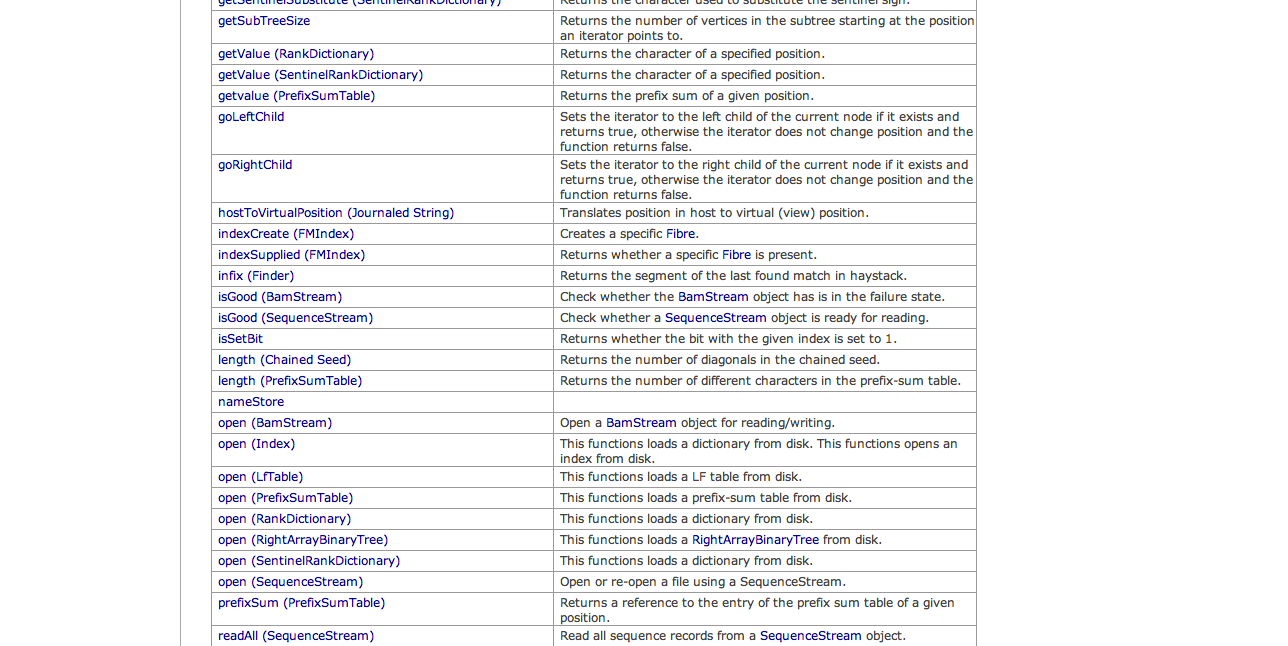 getSentinelSubstitute (SentinelRankDictionary) Returns the character used to substitute the sentinel sign.
getSubTreeSize Returns the number of vertices in the subtree starting at the position
an iterator points to.
getValue (RankDictionary) Returns the character of a specified position.
getValue (SentinelRankDictionary) Returns the character of a specified position.
getvalue (PrefixSumTable) Returns the prefix sum of a given position.
goLeftChild Sets the iterator to the left child of the current node if it exists and
returns true, otherwise the iterator does not change position and the
function returns false.
goRightChild Sets the iterator to the right child of the current node if it exists and
returns true, otherwise the iterator does not change position and the
function returns false.
hostToVirtualPosition (Journaled String) Translates position in host to virtual (view) position.
indexCreate (FMIndex) Creates a specific Fibre.
indexSupplied (FMIndex) Returns whether a specific Fibre is present.
infix (Finder) Returns the segment of the last found match in haystack.
isGood (BamStream) Check whether the BamStream object has is in the failure state.
isGood (SequenceStream) Check whether a SequenceStream object is ready for reading.
isSetBit Returns whether the bit with the given index is set to 1.
length (Chained Seed) Returns the number of diagonals in the chained seed.
length (PrefixSumTable) Returns the number of different characters in the prefix-sum table.
nameStore
open (BamStream) Open a BamStream object for reading/writing.
open (Index) This functions loads a dictionary from disk. This functions opens an
index from disk.
open (LfTable) This functions loads a LF table from disk.
open (PrefixSumTable) This functions loads a prefix-sum table from disk.
open (RankDictionary) This functions loads a dictionary from disk.
open (RightArrayBinaryTree) This functions loads a RightArrayBinaryTree from disk.
open (SentinelRankDictionary) This functions loads a dictionary from disk.
open (SequenceStream) Open or re-open a file using a SequenceStream.
prefixSum (PrefixSumTable) Returns a reference to the entry of the prefix sum table of a given
position.
readAll (SequenceStream) Read all sequence records from a SequenceStream object.